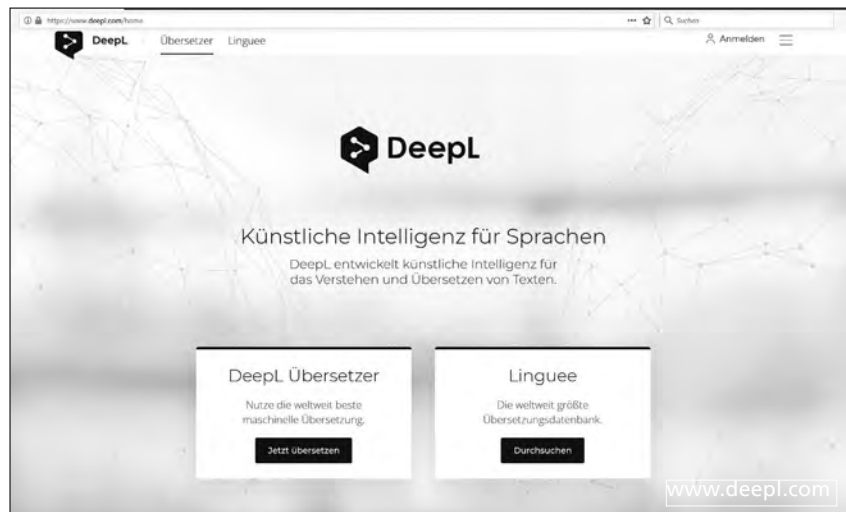 https://www.deepl.com/home
Suchen
DeepL Übersetzer Linguee
Anmelden
DeepL
Künstliche Intelligenz für Sprachen
DeepL entwickelt künstliche Intelligenz für
das Verstehen und Übersetzen von Texten.
DeepL Übersetzer
Nutze die weltweit beste
maschinelle Übersetzung.
Jetzt übersetzen
Linguee
Die weltweit größte
Übersetzungsdatenbank.
Durchsuchen
www.deepl.com